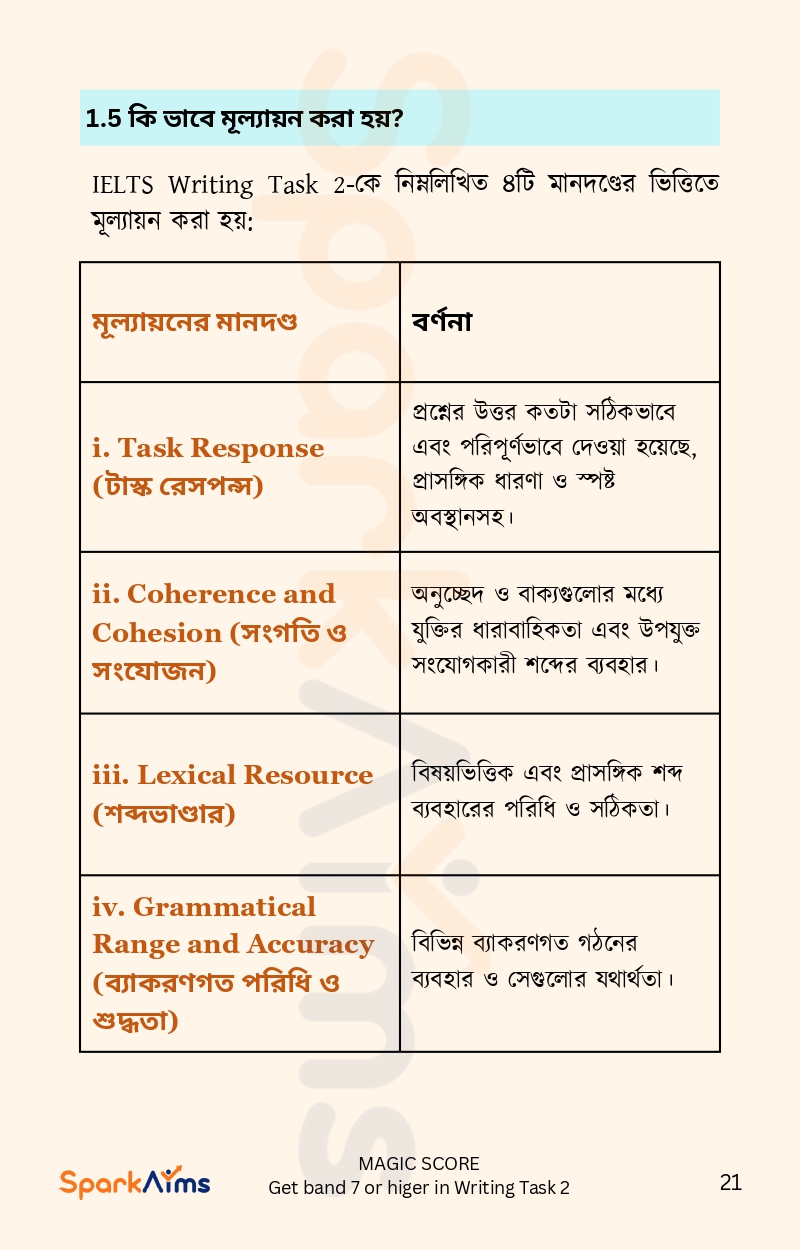 1.5 কি ভাবে মূল্যায়ন করা হয়?
IELTS Writing Task 2-কে নিম্নলিখিত ৪টি মানদণ্ডের ভিত্তিতে
মূল্যায়ন করা হয়:
মূল্যায়নের মানদণ্ড
বর্ণনা
i. Task Response
(টাস্ক রেসপন্স)
প্রশ্নের উত্তর কতটা সঠিকভাবে
এবং পরিপূর্ণভাবে দেওয়া হয়েছে,
প্রাসঙ্গিক ধারণা ও স্পষ্ট
অবস্থানসহ।
ii. Coherence and
Cohesion (সংগতি ও
সংযোজন)
অনুচ্ছেদ ও বাক্যগুলোর মধ্যে
যুক্তির ধারাবাহিকতা এবং উপযুক্ত
সংযোগকারী শব্দের ব্যবহার।
iii. Lexical Resource
(শব্দভাণ্ডার)
বিষয়ভিত্তিক এবং প্রাসঙ্গিক শব্দ
ব্যবহারের পরিধি ও সঠিকতা।
iv. Grammatical
Range and Accuracy
(ব্যাকরণগত পরিধি ও
শুদ্ধতা)
বিভিন্ন ব্যাকরণগত গঠনের
ব্যবহার ও সেগুলোর যথার্থতা।
SparkAims
SparkAims
MAGIC SCORE
Get band 7 or higer in Writing Task 2
21